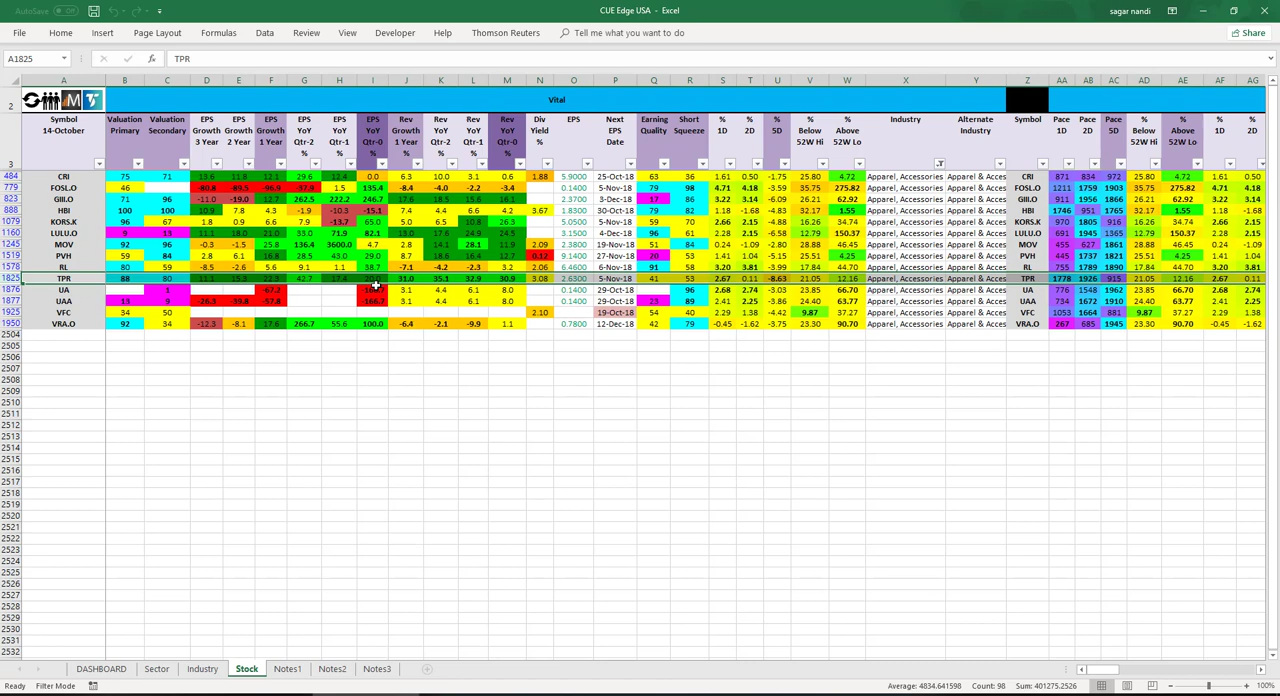 AutoSave Off
CUE Edge USA - Excel
sagar nandi
File Home Insert Page Layout Formulas Data Review View Developer Help Thomson Reuters Tell me what you want to do Share
A1825 fx TPR
A B C D E F G H I J K L M N O P Q R S T U V W X Y Z AA AB AC AD AE AF AG
2 Vital
Symbol 14-October Valuation Primary Valuation Secondary EPS Growth 3 Year EPS Growth 2 Year EPS Growth 1 Year EPS YoY Qtr-2 % EPS YoY Qtr-1 % EPS YoY Qtr-0 % Rev Growth 1 Year % Rev YoY Qtr-2 % Rev YoY Qtr-1 % Rev YoY Qtr-0 % Div Yield % EPS Next EPS Date Earning Quality Short Squeeze % 1D % 2D % 5D % Below 52W Hi % Above 52W Lo Industry Alternate Industry Symbol Pace 1D Pace 2D Pace 5D % Below 52W Hi % Above 52W Lo % 1D % 2D
3
484 CRI 75 71 13.6 11.8 12.1 29.6 12.4 0.0 6.3 10.0 3.1 0.6 1.88 5.9000 25-Oct-18 63 36 1.61 0.50 -1.75 25.80 4.72 Apparel, Accessories Apparel & Acces CRI 871 834 972 25.80 4.72 1.61 0.50
779 FOSL.O 46 -80.8 -89.5 -96.9 -37.9 1.5 135.4 -8.4 -4.0 -2.2 -3.4 0.1400 5-Nov-18 79 98 4.71 4.18 -3.59 35.75 275.82 Apparel, Accessories Apparel & Acces FOSL.O 1211 1759 1903 35.75 275.82 4.71 4.18
823 GIII.O 71 96 -11.0 -19.0 12.7 262.5 222.2 246.7 17.6 18.5 15.6 16.1 2.3700 3-Dec-18 17 86 3.22 3.14 -6.09 26.21 62.92 Apparel, Accessories Apparel & Acces GIII.O 911 1456 1866 26.21 62.92 3.22 3.14
888 HBI 100 100 10.9 7.8 4.3 -1.9 -10.3 -15.1 7.4 4.4 6.6 4.2 3.67 1.8300 30-Oct-18 79 82 1.18 -1.68 -4.09 32.17 1.55 Apparel, Accessories Apparel & Acces HBI 1746 951 1765 32.17 1.55 1.18 -1.68
1079 KORS.K 96 67 1.8 0.9 6.6 7.9 -13.7 65.0 5.0 6.5 10.8 26.3 5.0500 5-Nov-18 59 70 2.66 2.15 -4.88 16.26 34.74 Apparel, Accessories Apparel & Acces KORS.K 970 1805 916 16.26 34.74 2.66 2.15
1160 LULU.O 9 13 11.1 18.0 21.0 33.0 71.9 82.1 13.0 17.4 24.9 24.5 3.1500 4-Dec-18 96 61 2.38 2.34 -6.58 12.79 150.37 Apparel, Accessories Apparel & Acces LULU.O 691 1945 1365 12.79 150.37 2.38 2.34
1245 MOV 92 96 -0.3 -1.5 25.8 136.4 3600.0 4.7 2.8 14.1 28.1 11.9 2.09 2.3800 19-Nov-18 51 84 0.24 -1.09 -2.80 28.88 46.45 Apparel, Accessories Apparel & Acces MOV 455 627 1861 28.88 46.45 0.24 -1.09
1519 PVH 59 84 2.8 6.1 16.8 28.5 43.0 29.0 14.2 18.6 16.4 12.7 0.12 9.1400 27-Nov-18 20 41 1.41 1.04 -5.15 25.51 4.25 Apparel, Accessories Apparel & Acces PVH 445 1737 1821 25.51 4.25 1.41 1.04
1578 RL 80 59 -8.5 -2.6 5.6 9.1 1.1 38.7 -7.1 -4.2 -2.3 3.2 2.06 6.4600 6-Nov-18 91 58 3.20 3.81 -3.99 17.84 44.70 Apparel, Accessories Apparel & Acces RL 755 1789 1890 17.84 44.70 3.20 3.81
1825 TPR 88 80 11.1 15.3 22.3 42.7 17.4 31.0 35.1 32.9 30.9 3.08 2.6300 5-Nov-18 41 53 2.67 0.11 -8.63 21.05 12.16 Apparel, Accessories Apparel & Acces TPR 1778 1926 915 21.05 12.16 2.67 0.11
1876 UA 1 -67.2 3.1 4.4 6.1 8.0 0.1400 29-Oct-18 96 2.68 2.74 -3.03 23.85 66.70 Apparel, Accessories Apparel & Acces UA 776 1548 1962 23.85 66.70 2.68 2.74
1877 UAA 13 9 -26.3 -39.8 -57.8 -166.7 3.1 4.4 6.1 8.0 0.1400 29-Oct-18 23 89 2.41 2.25 -3.86 24.40 63.77 Apparel, Accessories Apparel & Acces UAA 734 1672 1910 24.40 63.77 2.41 2.25
1925 VFC 34 50 2.10 19-Oct-18 54 40 2.29 1.38 -4.42 9.87 37.27 Apparel, Accessories Apparel & Acces VFC 1053 1664 881 9.87 37.27 2.29 1.38
1950 VRA.O 92 34 -12.3 -8.1 17.6 266.7 55.6 100.0 -6.4 -2.1 -9.9 1.1 0.7800 12-Dec-18 42 79 -0.45 -1.62 -3.75 23.30 90.70 Apparel, Accessories Apparel & Acces VRA.O 267 685 1945 23.30 90.70 -0.45 -1.62
2504
2505
2506
2507
2508
2509
2510
2511
2512
2513
2514
2515
2516
2517
2518
2519
2520
2521
2522
2523
2524
2525
2526
2527
2528
2529
2530
2531
2532
DASHBOARD Sector Industry Stock Notes1 Notes2 Notes3
Ready Filter Mode Average: 4834.641598 Count: 98 Sum: 401275.2526 100%